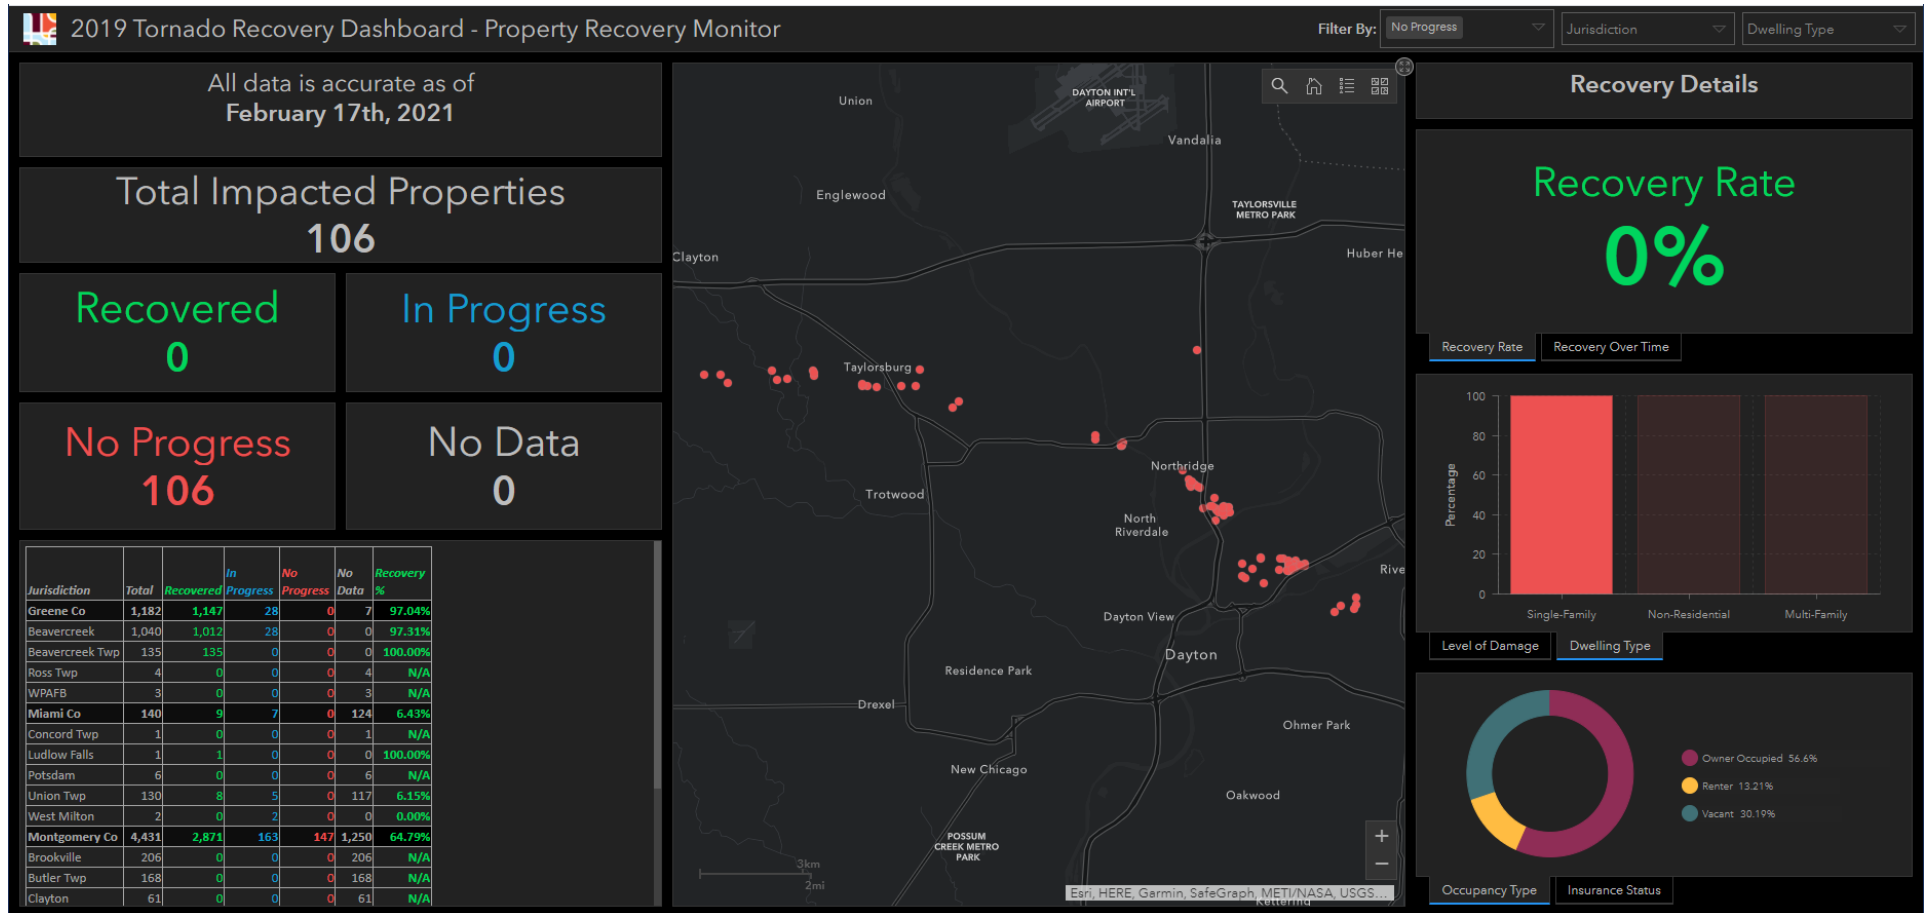 2019 Tornado Recovery Dashboard - Property Recovery Monitor
Filter By:
No Progress
Jurisdiction
Dwelling Type
All data is accurate as of
February 17th, 2021
Total Impacted Properties
106
Recovered
0
In Progress
0
No Progress
106
No Data
0
Jurisdiction Total Recovered In Progress No Progress No Data Recovery %
Greene Co 1,182 1,147 28 0 7 97.04%
Beavercreek 1,040 1,012 28 0 0 97.31%
Beavercreek Twp 135 135 0 0 0 100.00%
Ross Twp 4 0 0 0 4 N/A
WPAFB 3 0 0 0 3 N/A
Miami Co 140 9 7 0 124 6.43%
Concord Twp 1 0 0 0 1 N/A
Ludlow Falls 1 1 0 0 0 100.00%
Potsdam 6 0 0 0 6 N/A
Union Twp 130 8 5 0 117 6.15%
West Milton 2 0 2 0 0 0.00%
Montgomery Co 4,431 2,871 163 147 1,250 64.79%
Brookville 206 0 0 0 206 N/A
Butler Twp 168 0 0 0 168 N/A
Clayton 61 0 0 0 61 N/A
Union
DAYTON INT'L
AIRPORT
Vandalia
Englewood
TAYLORSVILLE
METRO PARK
Clayton
Huber He
Taylorsburg
Northridge
Trotwood
North
Riverdale
Rive
Dayton View
Dayton
Residence Park
Drexel
Ohmer Park
New Chicago
Oakwood
POSSUM
CREEK METRO
PARK
3km
2mi
+
−
Esri, HERE, Garmin, SafeGraph, METI/NASA, USGS...
Kettering
Recovery Details
Recovery Rate
0%
Recovery Rate
Recovery Over Time
100
80
60
40
20
0
Percentage
Single-Family
Non-Residential
Multi-Family
Level of Damage
Dwelling Type
Owner Occupied 56.6%
Renter 13.21%
Vacant 30.19%
Occupancy Type
Insurance Status